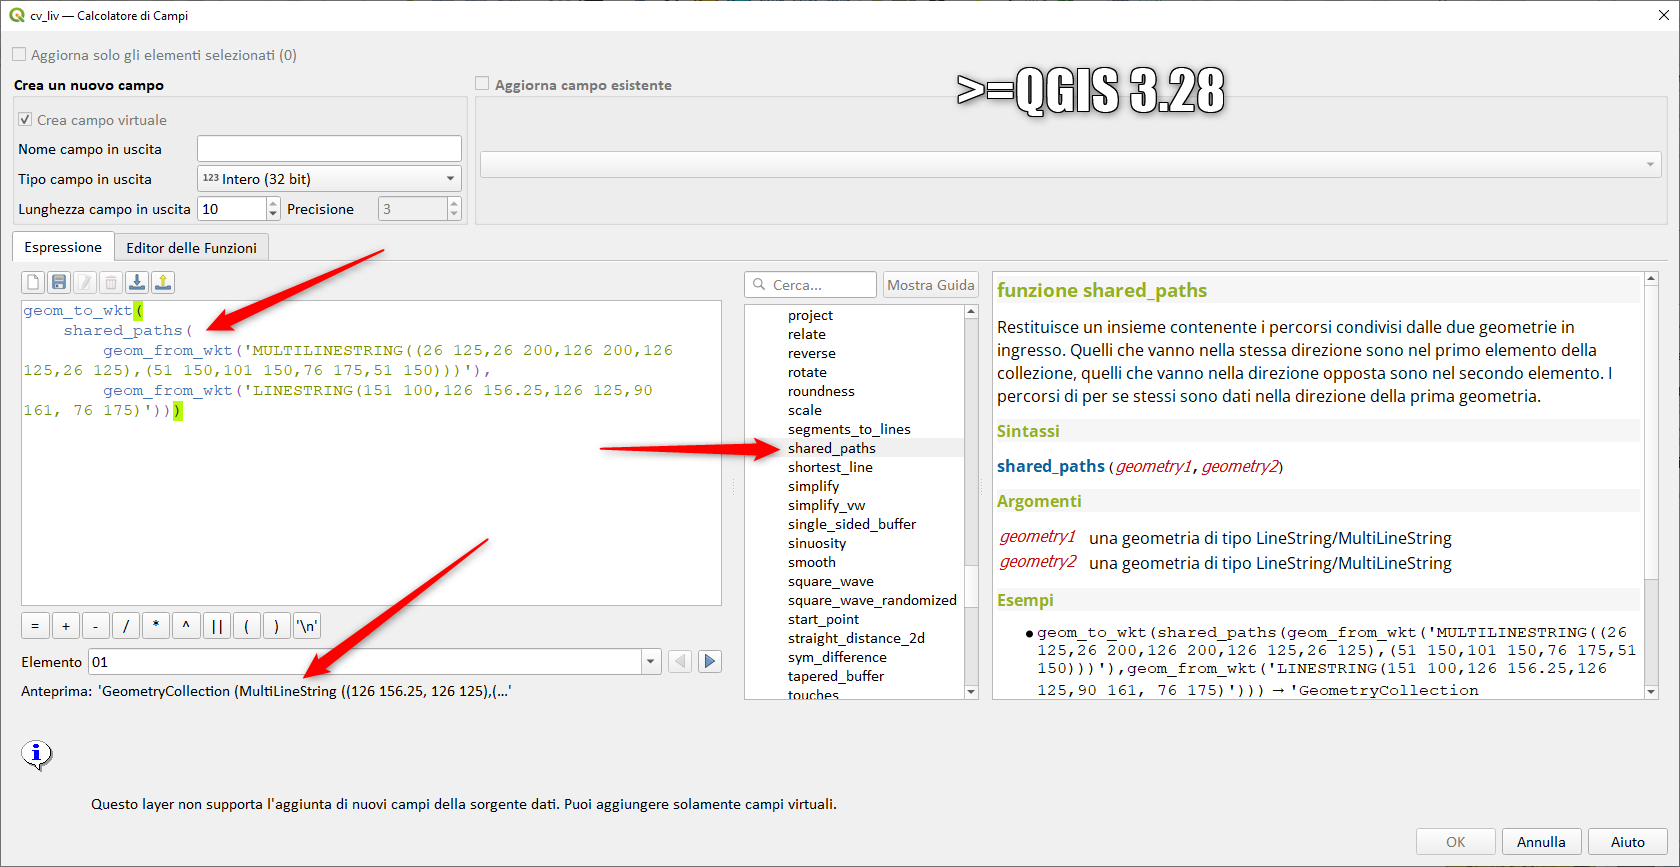 cv_liv — Calcolatore di Campi
Aggiorna solo gli elementi selezionati (0)
Crea un nuovo campo
Aggiorna campo esistente
>=QGIS 3.28
Crea campo virtuale
Nome campo in uscita
Tipo campo in uscita
123 Intero (32 bit)
Lunghezza campo in uscita
10
Precisione
3
Espressione
Editor delle Funzioni
geom_to_wkt(
shared_paths(
geom_from_wkt('MULTILINESTRING((26 125,26 200,126 200,126
125,26 125),(51 150,101 150,76 175,51 150)))'),
geom_from_wkt('LINESTRING(151 100,126 156.25,126 125,90
161, 76 175)')))
= + - / * ^ || ( ) '\n'
Elemento
01
Anteprima: 'GeometryCollection (MultiLineString ((126 156.25, 126 125),(...'
Cerca...
Mostra Guida
project
relate
reverse
rotate
roundness
scale
segments_to_lines
shared_paths
shortest_line
simplify
simplify_vw
single_sided_buffer
sinuosity
smooth
square_wave
square_wave_randomized
start_point
straight_distance_2d
sym_difference
tapered_buffer
touches
funzione shared_paths
Restituisce un insieme contenente i percorsi condivisi dalle due geometrie in
ingresso. Quelli che vanno nella stessa direzione sono nel primo elemento della
collezione, quelli che vanno nella direzione opposta sono nel secondo elemento. I
percorsi di per se stessi sono dati nella direzione della prima geometria.
Sintassi
shared_paths(geometry1,geometry2)
Argomenti
geometry1 una geometria di tipo LineString/MultiLineString
geometry2 una geometria di tipo LineString/MultiLineString
Esempi
● geom_to_wkt(shared_paths(geom_from_wkt('MULTILINESTRING((26
125,26 200,126 200,126 125,26 125),(51 150,101 150,76 175,51
150)))'),geom_from_wkt('LINESTRING(151 100,126 156.25,126
125,90 161, 76 175)'))) → 'GeometryCollection
Questo layer non supporta l'aggiunta di nuovi campi della sorgente dati. Puoi aggiungere solamente campi virtuali.
OK
Annulla
Aiuto